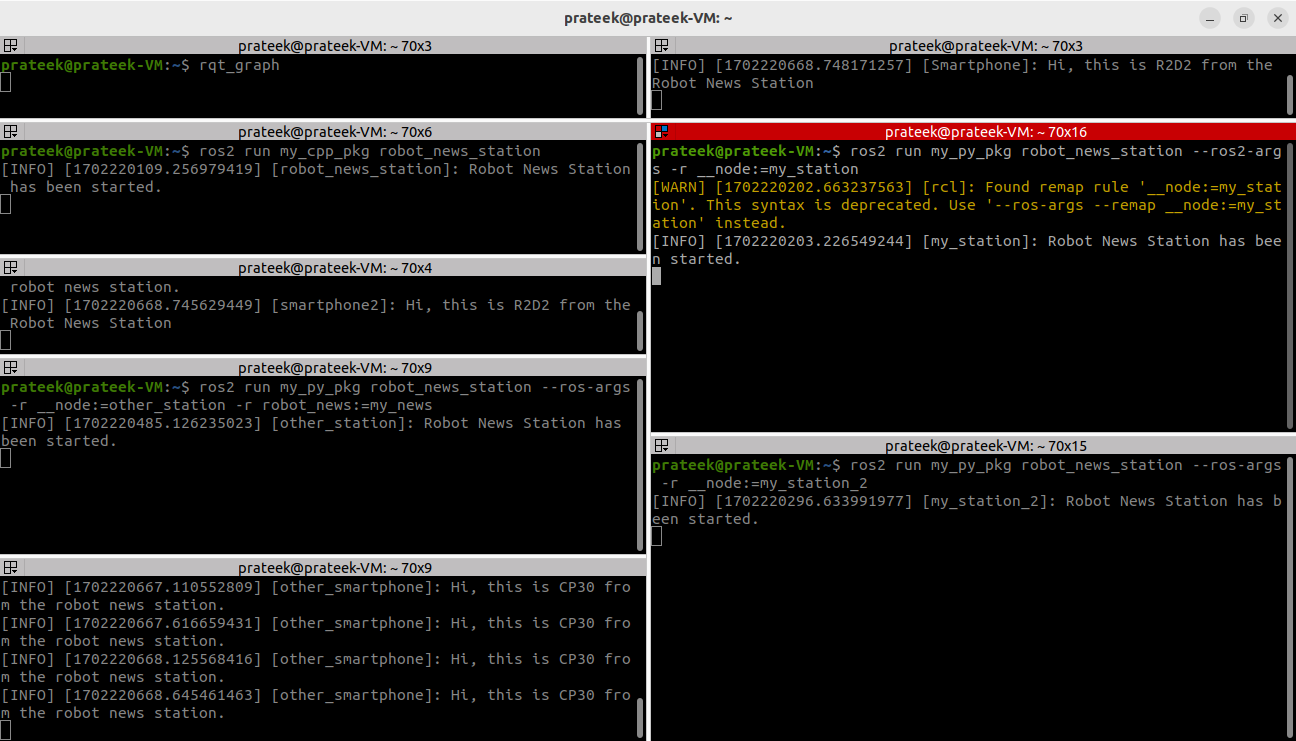 prateek@prateek-VM: ~
prateek@prateek-VM: ~ 70x3
prateek@prateek-VM:~$ rqt_graph
prateek@prateek-VM: ~ 70x6
prateek@prateek-VM:~$ ros2 run my_cpp_pkg robot_news_station
[INFO] [1702220109.256979419] [robot_news_station]: Robot News Station
has been started.
prateek@prateek-VM: ~ 70x4
robot news station.
[INFO] [1702220668.745629449] [smartphone2]: Hi, this is R2D2 from the
Robot News Station
prateek@prateek-VM: ~ 70x9
prateek@prateek-VM:~$ ros2 run my_py_pkg robot_news_station --ros-args
-r __node:=other_station -r robot_news:=my_news
[INFO] [1702220485.126235023] [other_station]: Robot News Station has
been started.
prateek@prateek-VM: ~ 70x9
[INFO] [1702220667.110552809] [other_smartphone]: Hi, this is CP30 fro
m the robot news station.
[INFO] [1702220667.616659431] [other_smartphone]: Hi, this is CP30 fro
m the robot news station.
[INFO] [1702220668.125568416] [other_smartphone]: Hi, this is CP30 fro
m the robot news station.
[INFO] [1702220668.645461463] [other_smartphone]: Hi, this is CP30 fro
m the robot news station.
prateek@prateek-VM: ~ 70x3
[INFO] [1702220668.748171257] [Smartphone]: Hi, this is R2D2 from the
Robot News Station
prateek@prateek-VM: ~ 70x16
prateek@prateek-VM:~$ ros2 run my_py_pkg robot_news_station --ros2-arg
s -r __node:=my_station
[WARN] [1702220202.663237563] [rcl]: Found remap rule '__node:=my_stat
ion'. This syntax is deprecated. Use '--ros-args --remap __node:=my_st
ation' instead.
[INFO] [1702220203.226549244] [my_station]: Robot News Station has bee
n started.
prateek@prateek-VM: ~ 70x15
prateek@prateek-VM:~$ ros2 run my_py_pkg robot_news_station --ros-args
-r __node:=my_station_2
[INFO] [1702220296.633991977] [my_station_2]: Robot News Station has b
een started.